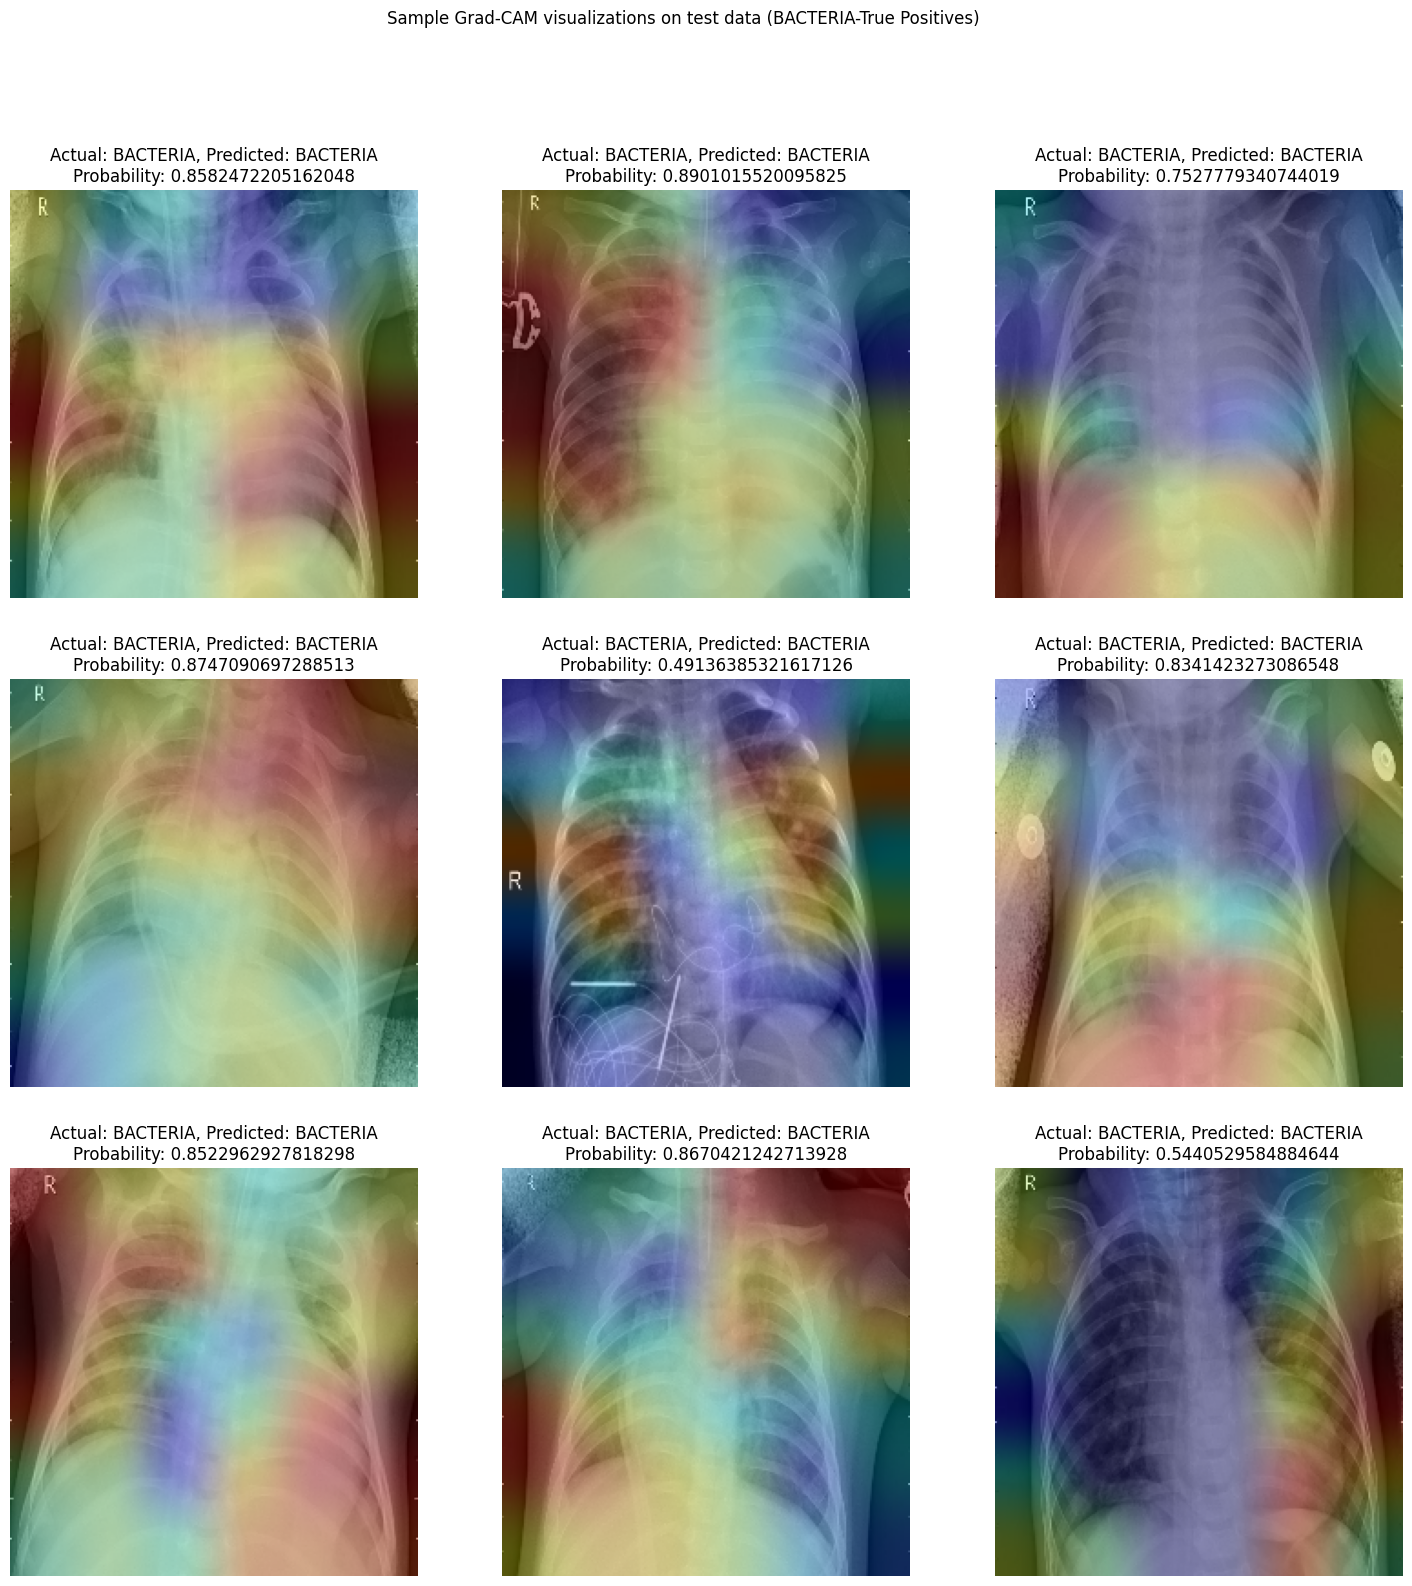 Sample Grad-CAM visualizations on test data (BACTERIA-True Positives)
Actual: BACTERIA, Predicted: BACTERIA
Probability: 0.8582472205162048
R
Actual: BACTERIA, Predicted: BACTERIA
Probability: 0.8901015520095825
R
Actual: BACTERIA, Predicted: BACTERIA
Probability: 0.7527779340744019
R
Actual: BACTERIA, Predicted: BACTERIA
Probability: 0.8747090697288513
R
Actual: BACTERIA, Predicted: BACTERIA
Probability: 0.49136385321617126
R
Actual: BACTERIA, Predicted: BACTERIA
Probability: 0.8341423273086548
R
Actual: BACTERIA, Predicted: BACTERIA
Probability: 0.8522962927818298
R
Actual: BACTERIA, Predicted: BACTERIA
Probability: 0.8670421242713928
Actual: BACTERIA, Predicted: BACTERIA
Probability: 0.5440529584884644
R